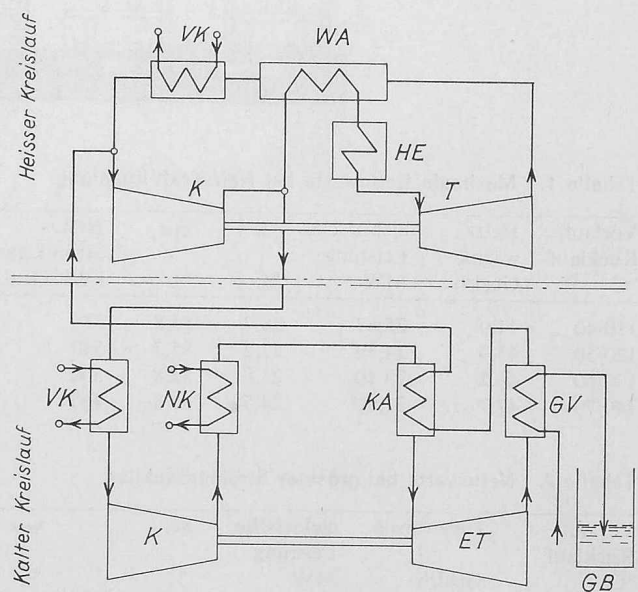 Heisser Kreislauf
VK
WA
HE
K
T
Kalter Kreislauf
VK
NK
KA
GV
K
ET
GB